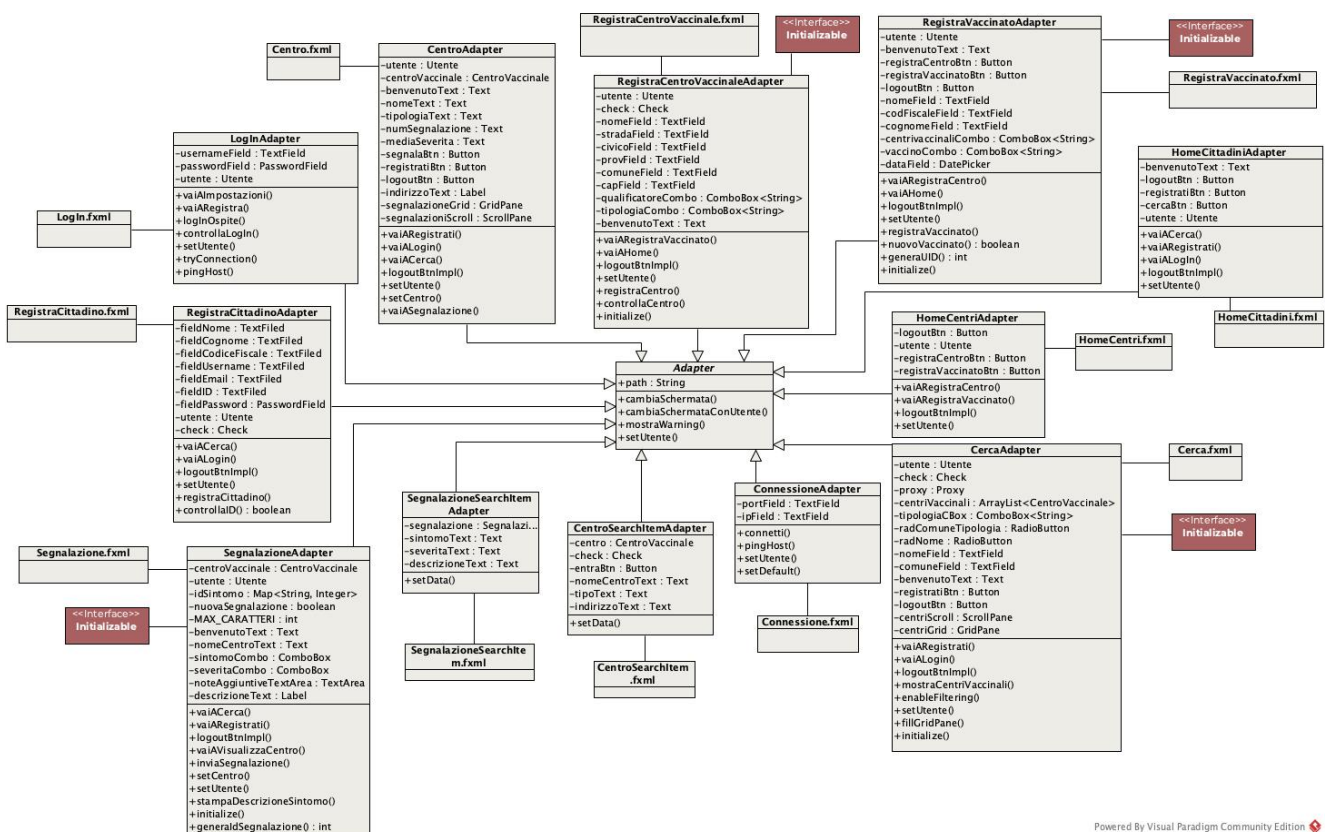 RegistraCentroVaccinale.fxml
<<Interface>>
Initializable
RegistraVaccinatoAdapter
-utente : Utente
-benvenutoText : Text
-registraCentroBtn : Button
-registraVaccinatoBtn : Button
-logoutBtn : Button
-nomeField : TextField
-codFiscaleField : TextField
-cognomeField : TextField
-centrivaccinaliCombo : ComboBox<String>
-vaccinoCombo : ComboBox<String>
-dataField : DatePicker
+vaiARegistraCentro()
+vaiAHome()
+logoutBtnImpl()
+setUtente()
+registraVaccinato()
+nuovoVaccinato() : boolean
+generaUID() : int
+initialize()
<<Interface>>
Initializable
RegistraVaccinato.fxml
Centro.fxml
CentroAdapter
-utente : Utente
-centroVaccinale : CentroVaccinale
-benvenutoText : Text
-nomeText : Text
-tipologiaText : Text
-numSegnalazione : Text
-mediaSeverita : Text
-segnalaBtn : Button
-registratiBtn : Button
-logoutBtn : Button
-indirizzoText : Label
-segnalazioneGrid : GridPane
-segnalazioniScroll : ScrollPane
+vaiARegistrati()
+vaiALogin()
+vaiACerca()
+logoutBtnImpl()
+setUtente()
+setCentro()
+vaiASegnalazione()
RegistraCentroVaccinaleAdapter
-utente : Utente
-check : Check
-nomeField : TextField
-stradaField : TextField
-civicoField : TextField
-provField : TextField
-comuneField : TextField
-capField : TextField
-qualificatoreCombo : ComboBox<String>
-tipologiaCombo : ComboBox<String>
-benvenutoText : Text
+vaiARegistraVaccinato()
+vaiAHome()
+logoutBtnImpl()
+setUtente()
+registraCentro()
+controllaCentro()
+initialize()
LogInAdapter
-usernameField : TextField
-passwordField : PasswordField
-utente : Utente
+vaiAImpostazioni()
+vaiARegistra()
+logInOspite()
+controllaLogIn()
+setUtente()
+tryConnection()
+pingHost()
LogIn.fxml
HomeCittadiniAdapter
-benvenutoText : Text
-logoutBtn : Button
-registratiBtn : Button
-cercaBtn : Button
-utente : Utente
+vaiACerca()
+vaiARegistrati()
+vaiALogIn()
+logoutBtnImpl()
+setUtente()
HomeCittadini.fxml
RegistraCittadino.fxml
RegistraCittadinoAdapter
-fieldNome : TextFiled
-fieldCognome : TextFiled
-fieldCodiceFiscale : TextFiled
-fieldUsername : TextFiled
-fieldEmail : TextFiled
-fieldID : TextFiled
-fieldPassword : PasswordField
-utente : Utente
-check : Check
+vaiACerca()
+vaiALogin()
+logoutBtnImpl()
+setUtente()
+registraCittadino()
+controllaID() : boolean
HomeCentriAdapter
-logoutBtn : Button
-utente : Utente
-registraCentroBtn : Button
-registraVaccinatoBtn : Button
+vaiARegistraCentro()
+vaiARegistraVaccinato()
+logoutBtnImpl()
+setUtente()
HomeCentri.fxml
Adapter
+path : String
+cambiaSchermata()
+cambiaSchermataConUtente()
+mostraWarning()
+setUtente()
CercaAdapter
-utente : Utente
-check : Check
-proxy : Proxy
-centriVaccinali : ArrayList<CentroVaccinale>
-tipologiaCBox : ComboBox<String>
-radComuneTipologia : RadioButton
-radNome : RadioButton
-nomeField : TextField
-comuneField : TextField
-benvenutoText : Text
-registratiBtn : Button
-logoutBtn : Button
-centriScroll : ScrollPane
-centriGrid : GridPane
+vaiARegistrati()
+vaiALogin()
+logoutBtnImpl()
+mostraCentriVaccinali()
+enableFiltering()
+setUtente()
+fillGridPane()
+initialize()
Cerca.fxml
<<Interface>>
Initializable
SegnalazioneSearchItem
Adapter
-segnalazione : Segnalazi...
-sintomoText : Text
-severitaText : Text
-descrizioneText : Text
+setData()
SegnalazioneSearchIte
m.fxml
CentroSearchItemAdapter
-centro : CentroVaccinale
-check : Check
-entraBtn : Button
-nomeCentroText : Text
-tipoText : Text
-indirizzoText : Text
+setData()
CentroSearchItem
.fxml
ConnessioneAdapter
-portField : TextField
-ipField : TextField
+connetti()
+pingHost()
+setUtente()
+setDefault()
Connessione.fxml
Segnalazione.fxml
<<Interface>>
Initializable
SegnalazioneAdapter
-centroVaccinale : CentroVaccinale
-utente : Utente
-idSintomo : Map<String, Integer>
-nuovaSegnalazione : boolean
-MAX_CARATTERI : int
-benvenutoText : Text
-nomeCentroText : Text
-sintomoCombo : ComboBox
-severitaCombo : ComboBox
-noteAggiuntiveTextArea : TextArea
-descrizioneText : Label
+vaiACerca()
+vaiARegistrati()
+logoutBtnImpl()
+vaiAVisualizzaCentro()
+inviaSegnalazione()
+setCentro()
+setUtente()
+stampaDescrizioneSintomo()
+initialize()
+generaIdSegnalazione() : int
Powered By Visual Paradigm Community Edition